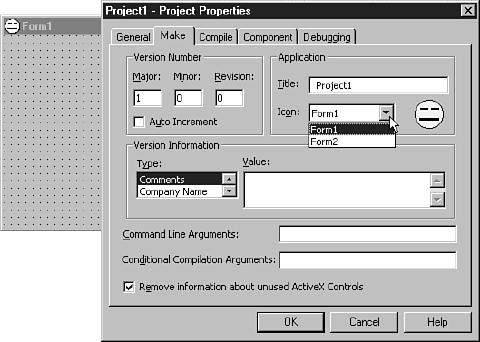 Form1
Project1 - Project Properties
General Make Compile Component Debugging
Version Number
Major: Minor: Revision:
1 0 0
Auto Increment
Application
Title: Project1
Icon: Form1
Form1
Form2
Version Information
Type: Value:
Comments
Company Name
Command Line Arguments:
Conditional Compilation Arguments:
Remove information about unused ActiveX Controls
OK Cancel Help